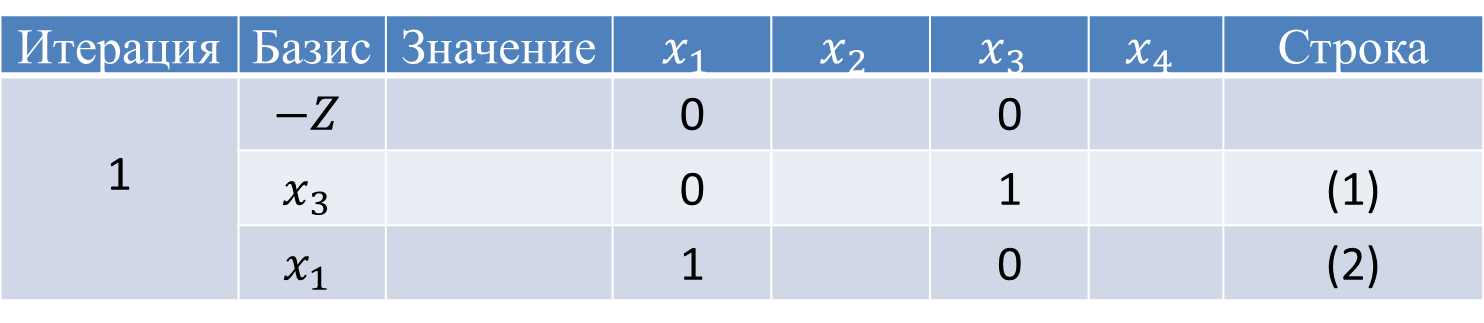 Итерация Базис Значение x₁ x₂ x₃ x₄ Строка
−Z 0 0
1 x₃ 0 1 (1)
x₁ 1 0 (2)